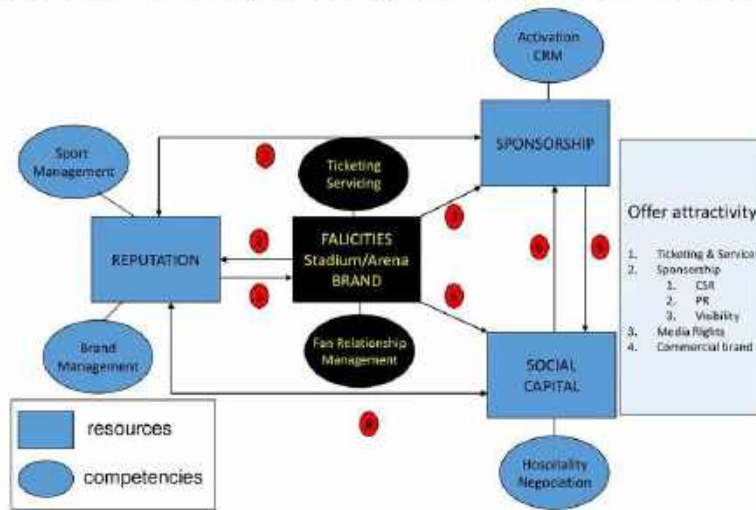 Activation
CRM
SPONSORSHIP
Sport
Management
Ticketing
Servicing
Offer attractivity
FALICITIES
Stadium/Arena
BRAND
REPUTATION
1. Ticketing & Service
2. Sponsorship
1. CSR
2. PR
3. Visibility
3. Media Rights
4. Commercial brand
Fan Relationship
Management
Brand
Management
SOCIAL
CAPITAL
resources
competencies
Hospitality
Negociation